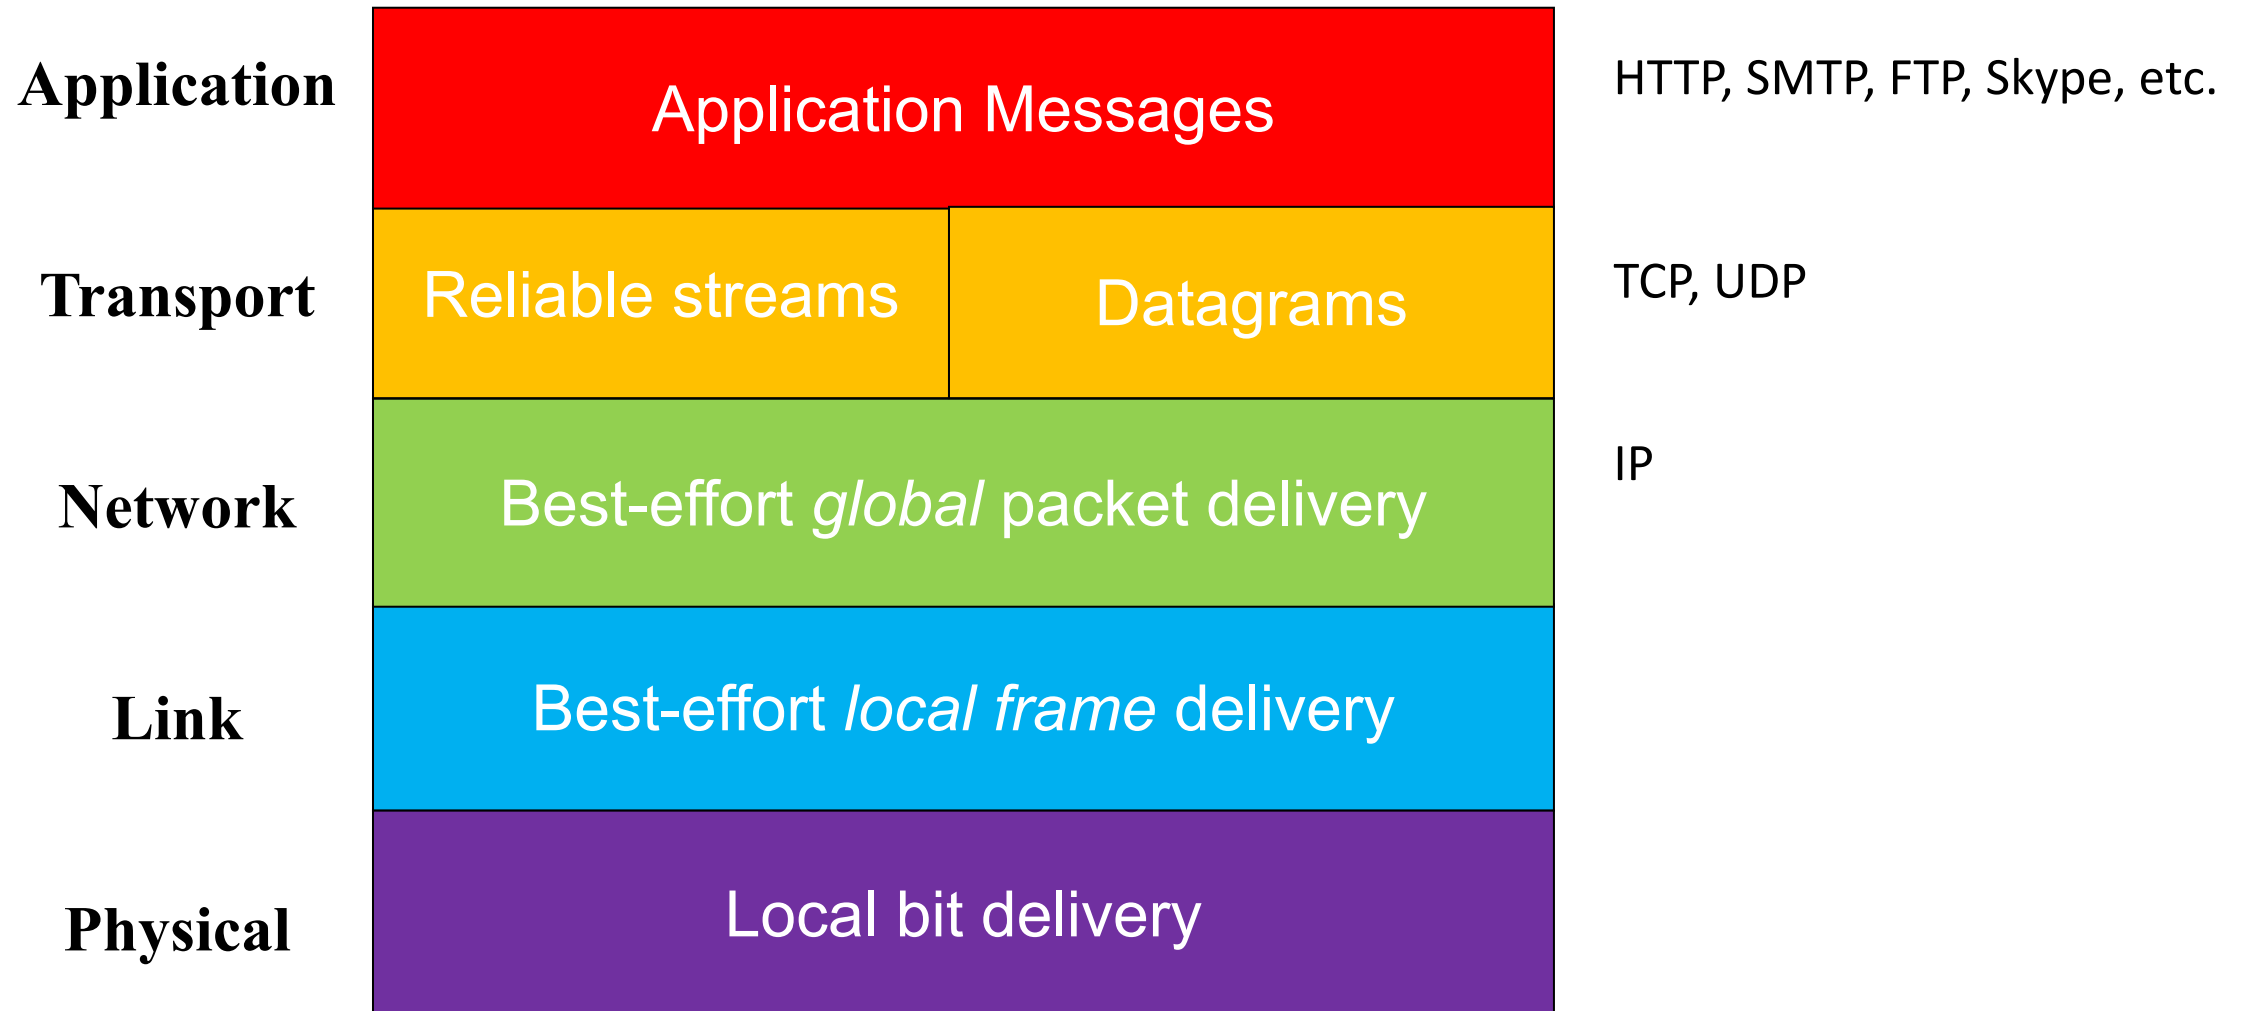 Application
Application Messages
HTTP, SMTP, FTP, Skype, etc.
Transport
Reliable streams
Datagrams
TCP, UDP
Network
Best-effort global packet delivery
IP
Link
Best-effort local frame delivery
Physical
Local bit delivery